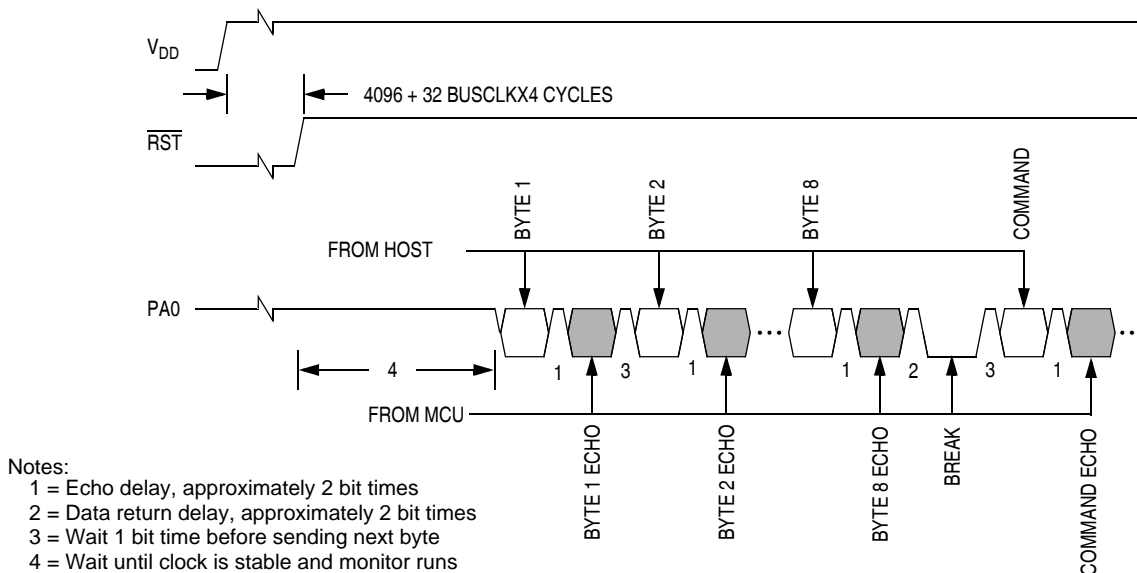 VDD
4096 + 32 BUSCLKX4 CYCLES
RST
BYTE 1
BYTE 2
BYTE 8
COMMAND
FROM HOST
PA0
1
3
1
1
2
3
1
4
FROM MCU
BYTE 1 ECHO
BYTE 2 ECHO
BYTE 8 ECHO
BREAK
COMMAND ECHO
Notes:
1 = Echo delay, approximately 2 bit times
2 = Data return delay, approximately 2 bit times
3 = Wait 1 bit time before sending next byte
4 = Wait until clock is stable and monitor runs